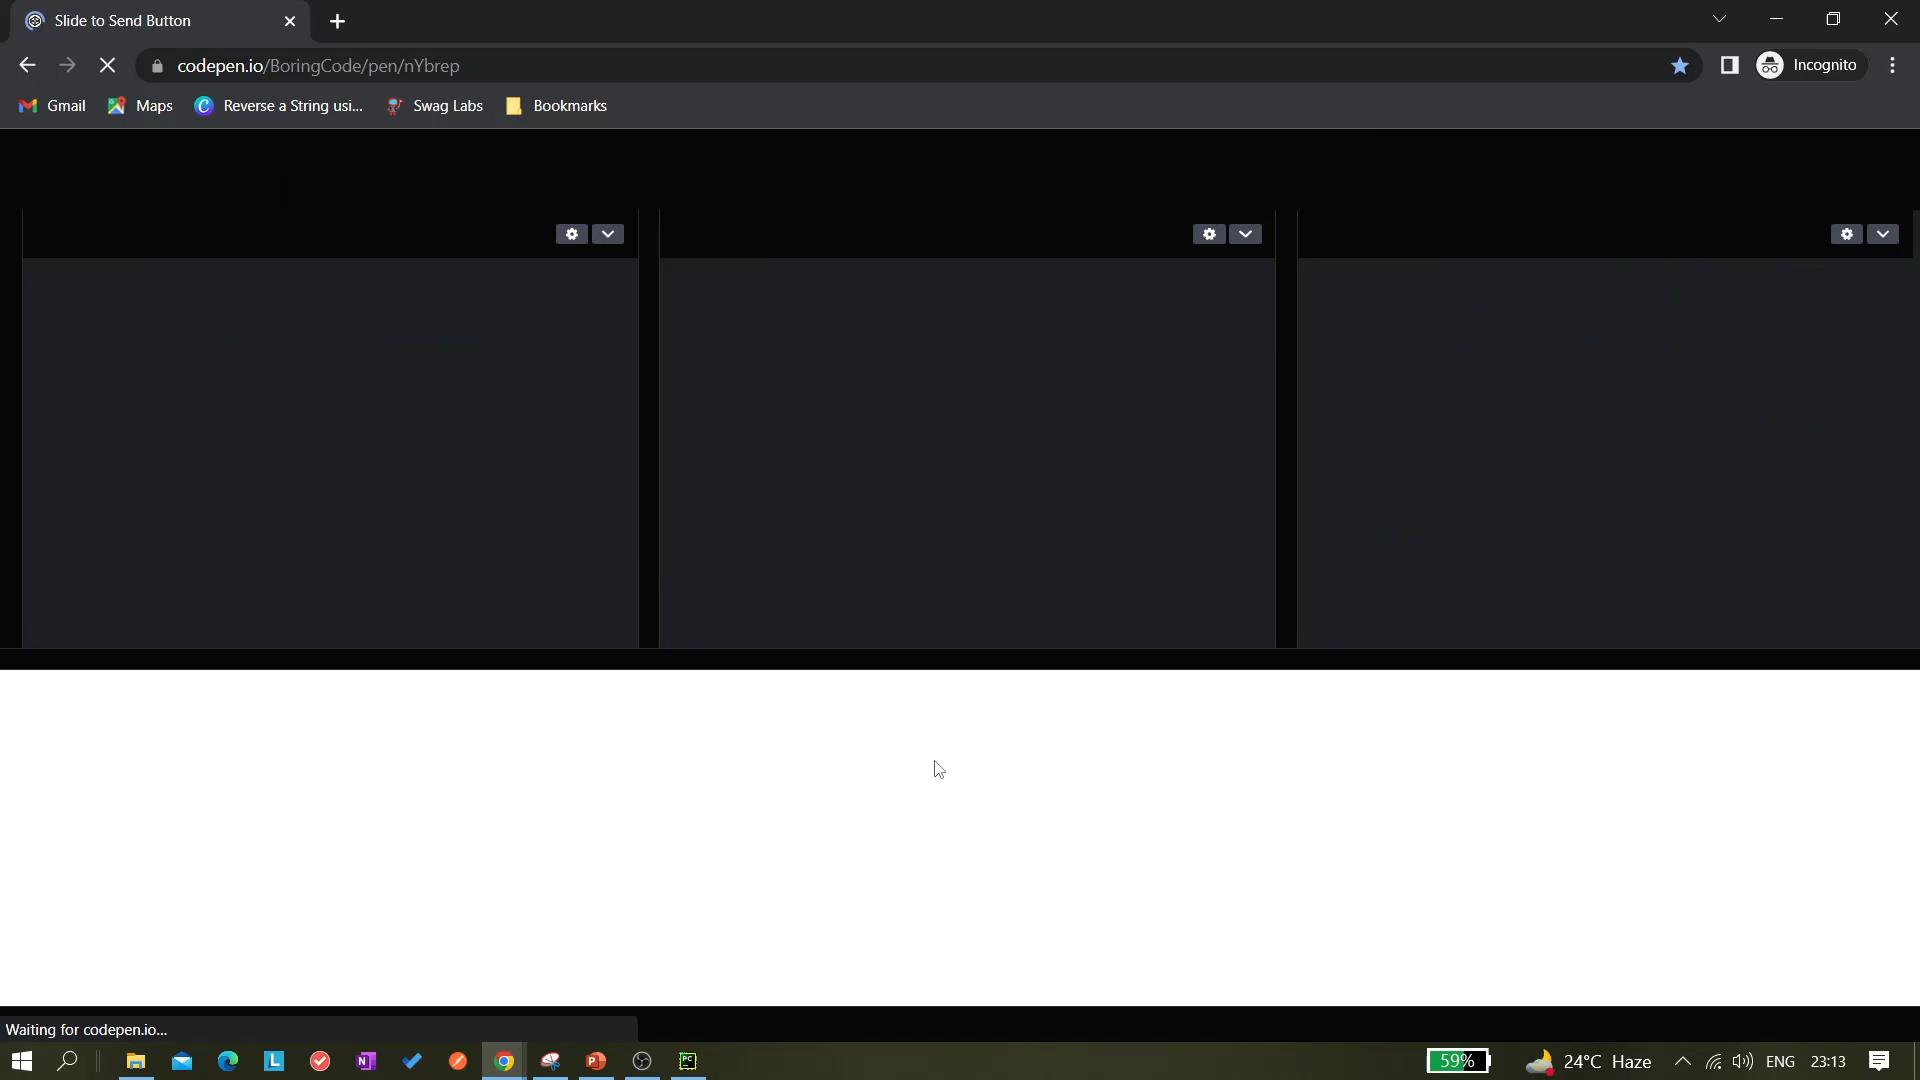 Slide to Send Button
codepen.io/BoringCode/pen/nYbrep
Incognito
Gmail
Maps
Reverse a String usi...
Swag Labs
Bookmarks
Waiting for codepen.io...
59%
24°C Haze
ENG
23:13